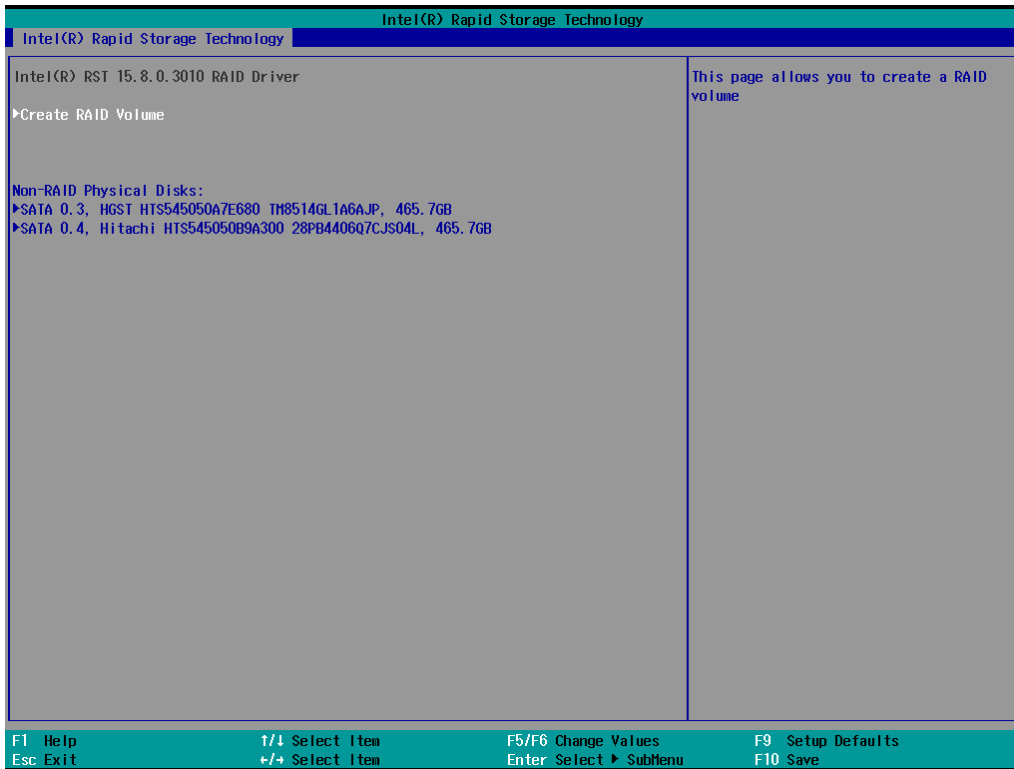 Intel(R) Rapid Storage Technology
Intel(R) Rapid Storage Technology
Intel(R) RST 15.8.0.3010 RAID Driver
▶Create RAID Volume
Non-RAID Physical Disks:
▶SATA 0.3, HGST HTS545050A7E680 TM8514GL1A6AJP, 465.7GB
▶SATA 0.4, Hitachi HTS545050B9A300 28PB4406Q7CJS04L, 465.7GB
This page allows you to create a RAID
volume
F1 Help ↑/↓ Select Item F5/F6 Change Values F9 Setup Defaults
Esc Exit ←/→ Select Item Enter Select ▶ SubMenu F10 Save